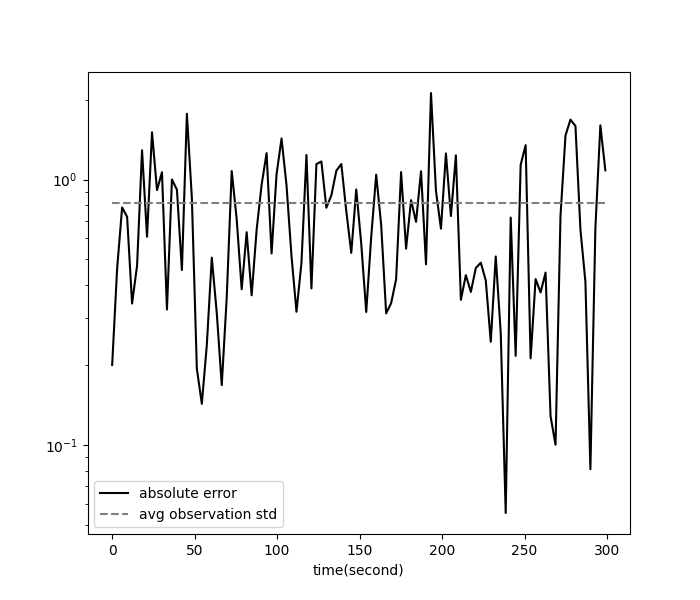 10⁰
10⁻¹
absolute error
avg observation std
0 50 100 150 200 250 300
time(second)